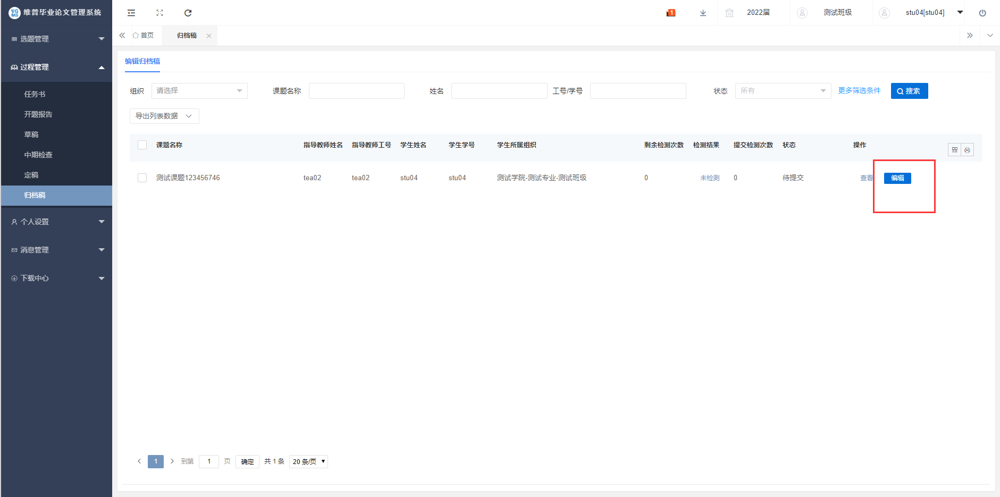 VG
MS
维普毕业论文管理系统
1
2022届
测试班级
stu04[stu04]
选题管理
过程管理
任务书
开题报告
草稿
中期检查
定稿
归档稿
个人设置
消息管理
下载中心
首页
归档稿
编辑归档稿
组织 请选择 课题名称 姓名 工号/学号 状态 所有 更多筛选条件 搜索
导出列表数据
课题名称 指导教师姓名 指导教师工号 学生姓名 学生学号 学生所属组织 剩余检测次数 检测结果 提交检测次数 状态 操作
测试课题123456746 tea02 tea02 stu04 stu04 测试学院-测试专业-测试班级 0 未检测 0 待提交 查看 编辑
1 到第 1 页 确定 共 1 条 20 条/页